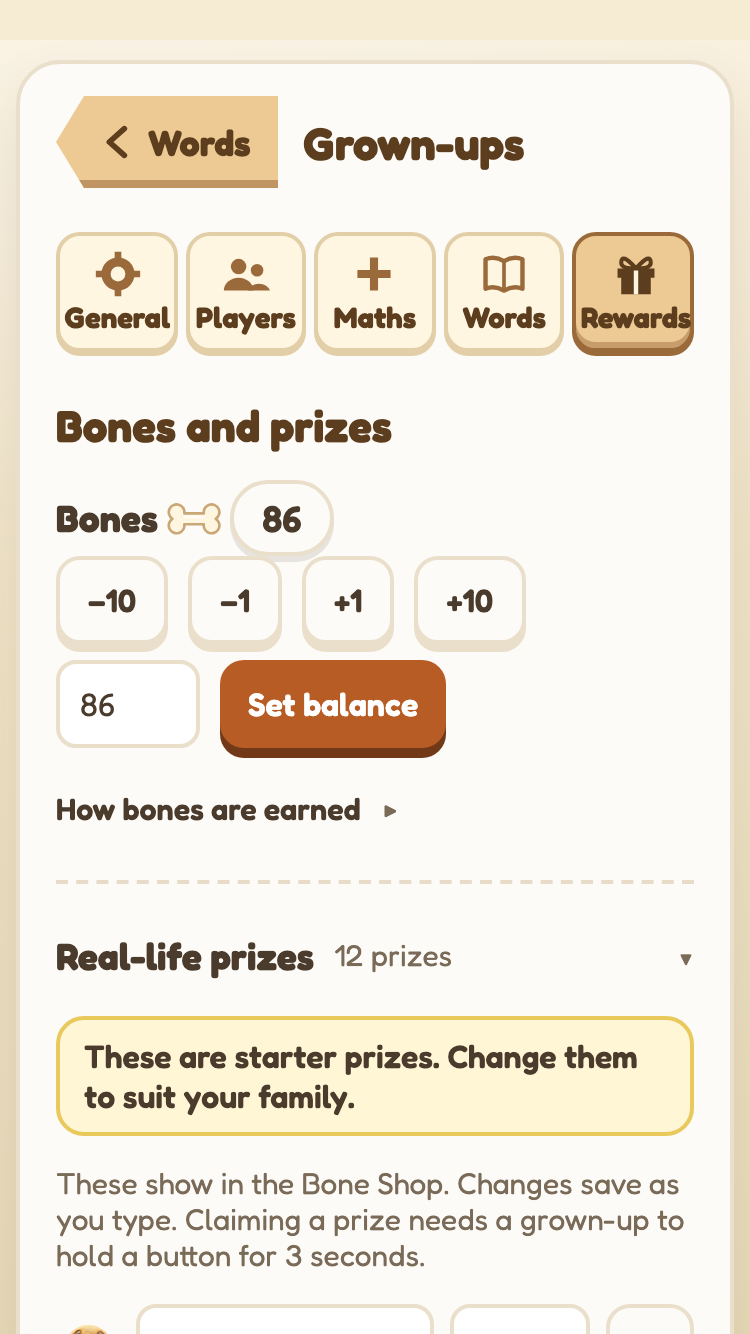 Words
Grown-ups
General
Players
Maths
Words
Rewards
Bones and prizes
Bones 86
–10
–1
+1
+10
86
Set balance
How bones are earned
Real-life prizes 12 prizes
These are starter prizes. Change them
to suit your family.
These show in the Bone Shop. Changes save as
you type. Claiming a prize needs a grown-up to
hold a button for 3 seconds.